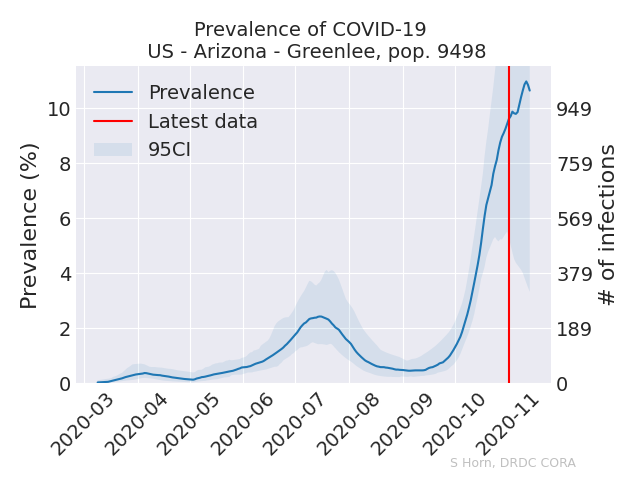 Prevalence of COVID-19
US - Arizona - Greenlee, pop. 9498
Prevalence
Latest data
95CI
Prevalence (%)
10
8
6
4
2
0
949
759
569
379
189
0
# of infections
2020-03
2020-04
2020-05
2020-06
2020-07
2020-08
2020-09
2020-10
2020-11
S Horn, DRDC CORA